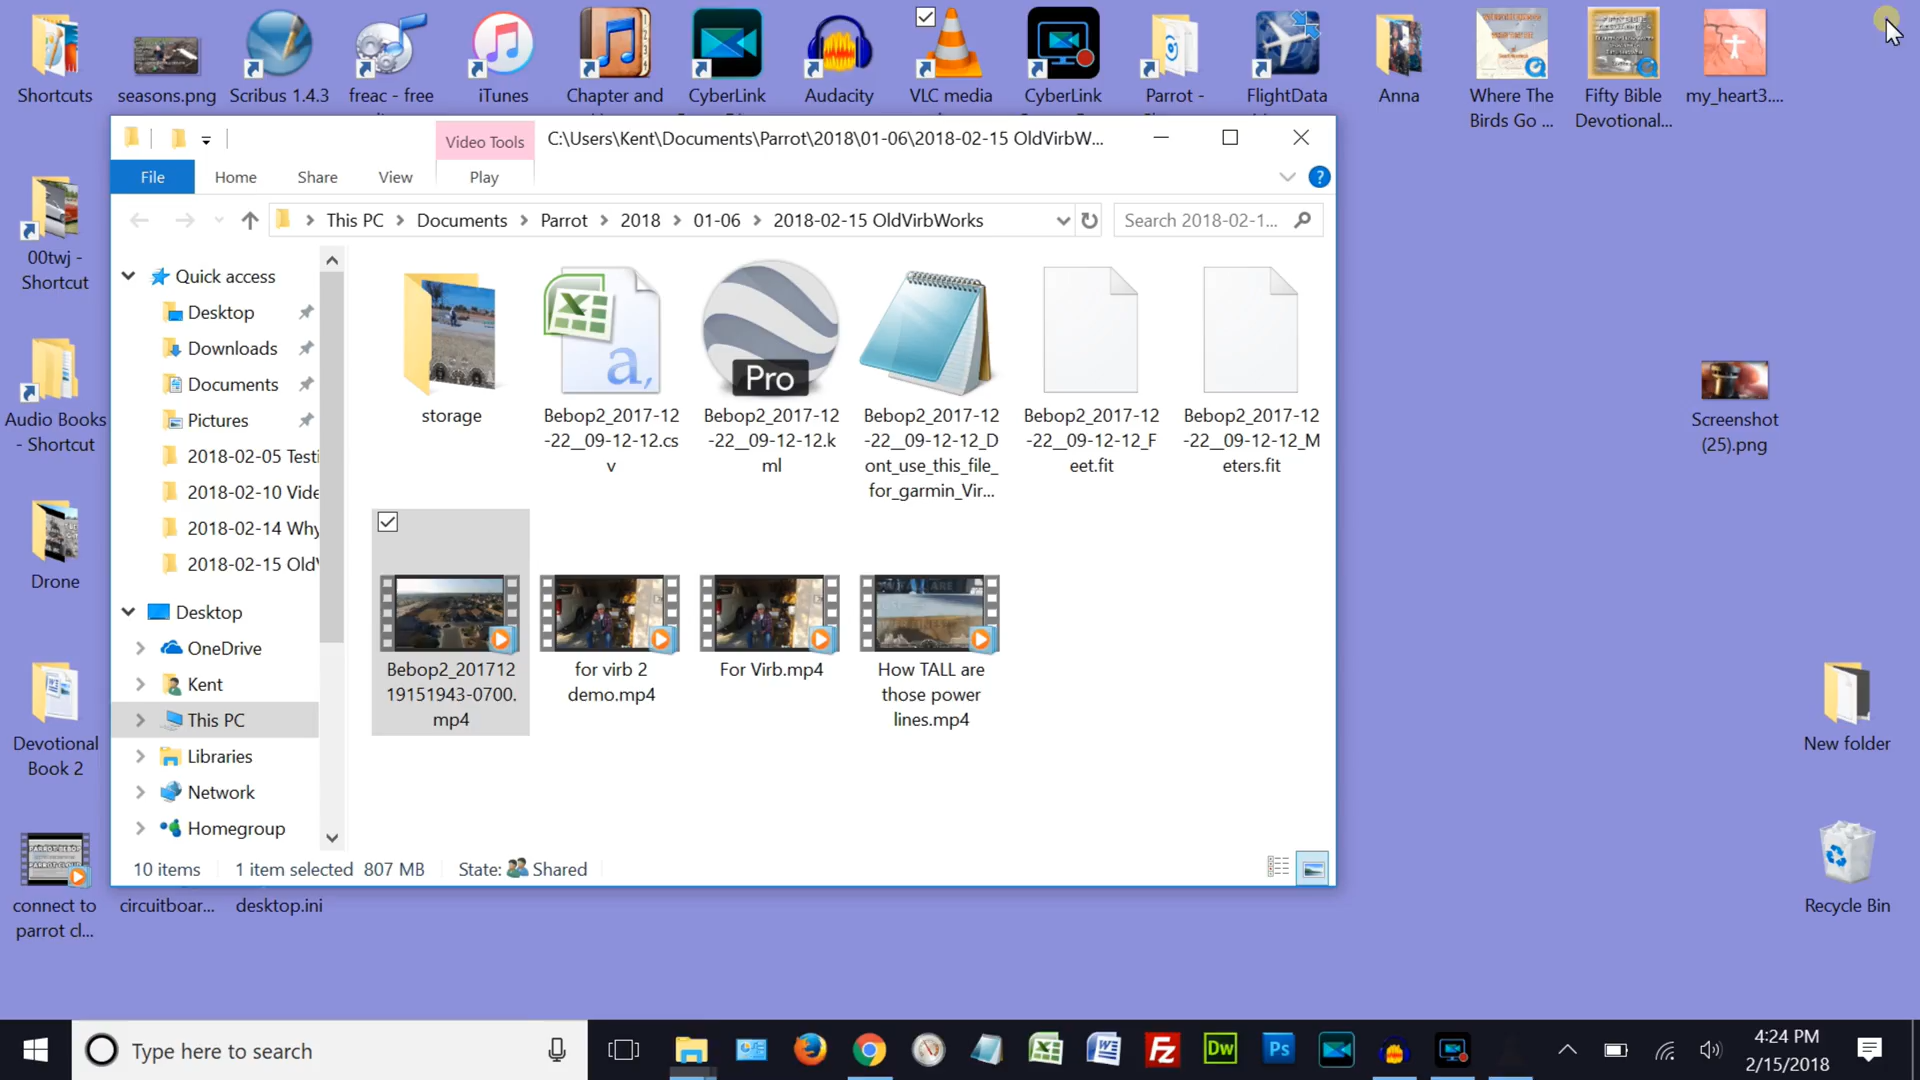 Shortcuts
seasons.png
Scribus 1.4.3
freac - free
iTunes
Chapter and
CyberLink
Audacity
VLC media
CyberLink
Parrot -
FlightData
Anna
Where The
Birds Go ...
Fifty Bible
Devotional...
my_heart3....
Video Tools
C:\Users\Kent\Documents\Parrot\2018\01-06\2018-02-15 OldVirbW...
File
Home
Share
View
Play
This PC
Documents
Parrot
2018
01-06
2018-02-15 OldVirbWorks
Search 2018-02-1...
00twj -
Shortcut
Audio Books
- Shortcut
Drone
Devotional
Book 2
connect to
parrot cl...
circuitboar...
desktop.ini
Quick access
Desktop
Downloads
Documents
Pictures
2018-02-05 Testi
2018-02-10 Vide
2018-02-14 Why
2018-02-15 Old
Desktop
OneDrive
Kent
This PC
Libraries
Network
Homegroup
storage
a,
Bebop2_2017-12
-22__09-12-12.cs
v
Pro
Bebop2_2017-12
-22__09-12-12.k
ml
Bebop2_2017-12
-22__09-12-12_D
ont_use_this_file_
for_garmin_Vir...
Bebop2_2017-12
-22__09-12-12_F
eet.fit
Bebop2_2017-12
-22__09-12-12_M
eters.fit
Bebop2_201712
19151943-0700.
mp4
for virb 2
demo.mp4
For Virb.mp4
How TALL are
those power
lines.mp4
10 items
1 item selected 807 MB
State: Shared
Screenshot
(25).png
New folder
Recycle Bin
Type here to search
Fz
Dw
Ps
4:24 PM
2/15/2018